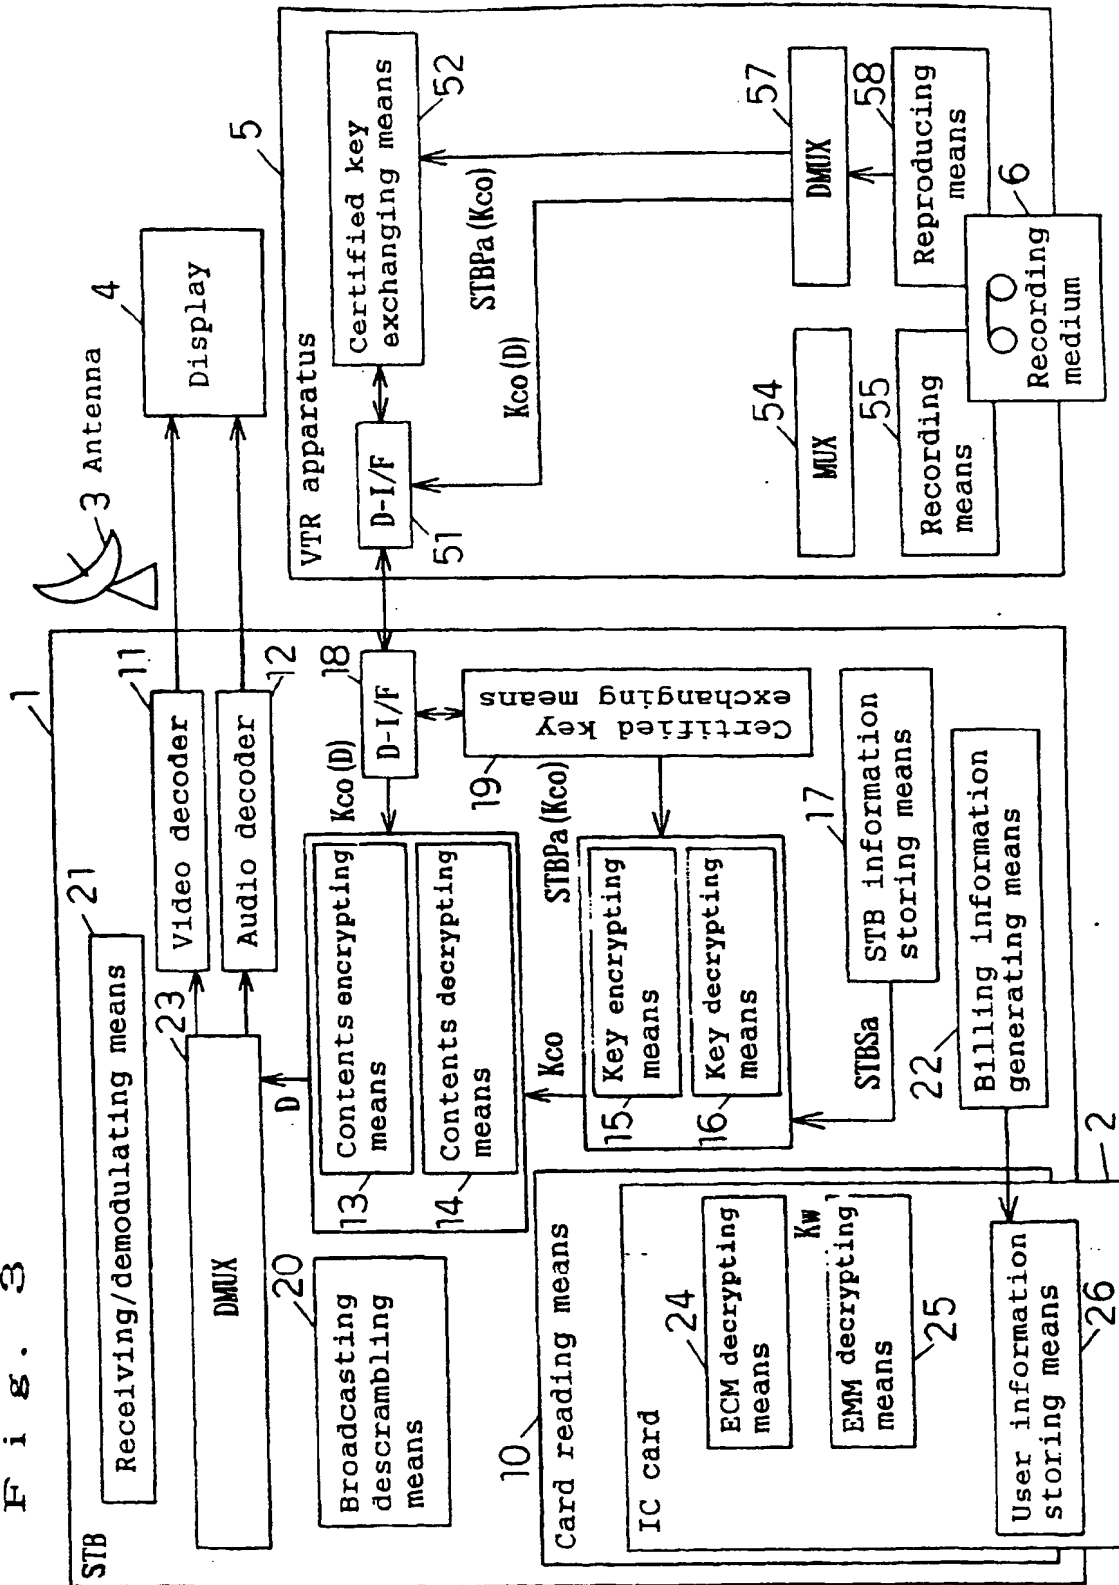 Fig. 3
1
STB
21
Receiving/demodulating means
23
DMUX
11
Video decoder
12
Audio decoder
3 Antenna
4
Display
20
Broadcasting
descrambling
means
D
13
Contents encrypting
means
14
Contents decrypting
means
Kco(D)
18
D-I/F
19
Certified key
exchanging means
STBPa(Kco)
Kco
15
Key encrypting
means
16
Key decrypting
means
17
STB information
storing means
STBSa
22
Billing information
generating means
10
Card reading means
2
IC card
24
ECM decrypting
means
Kw
EMM decrypting
means
25
User information
storing means
26
5
VTR apparatus
D-I/F
51
Certified key
exchanging means
52
STBPa(Kco)
Kco(D)
54
MUX
57
DMUX
55
Recording
means
58
Reproducing
means
6
Recording
medium